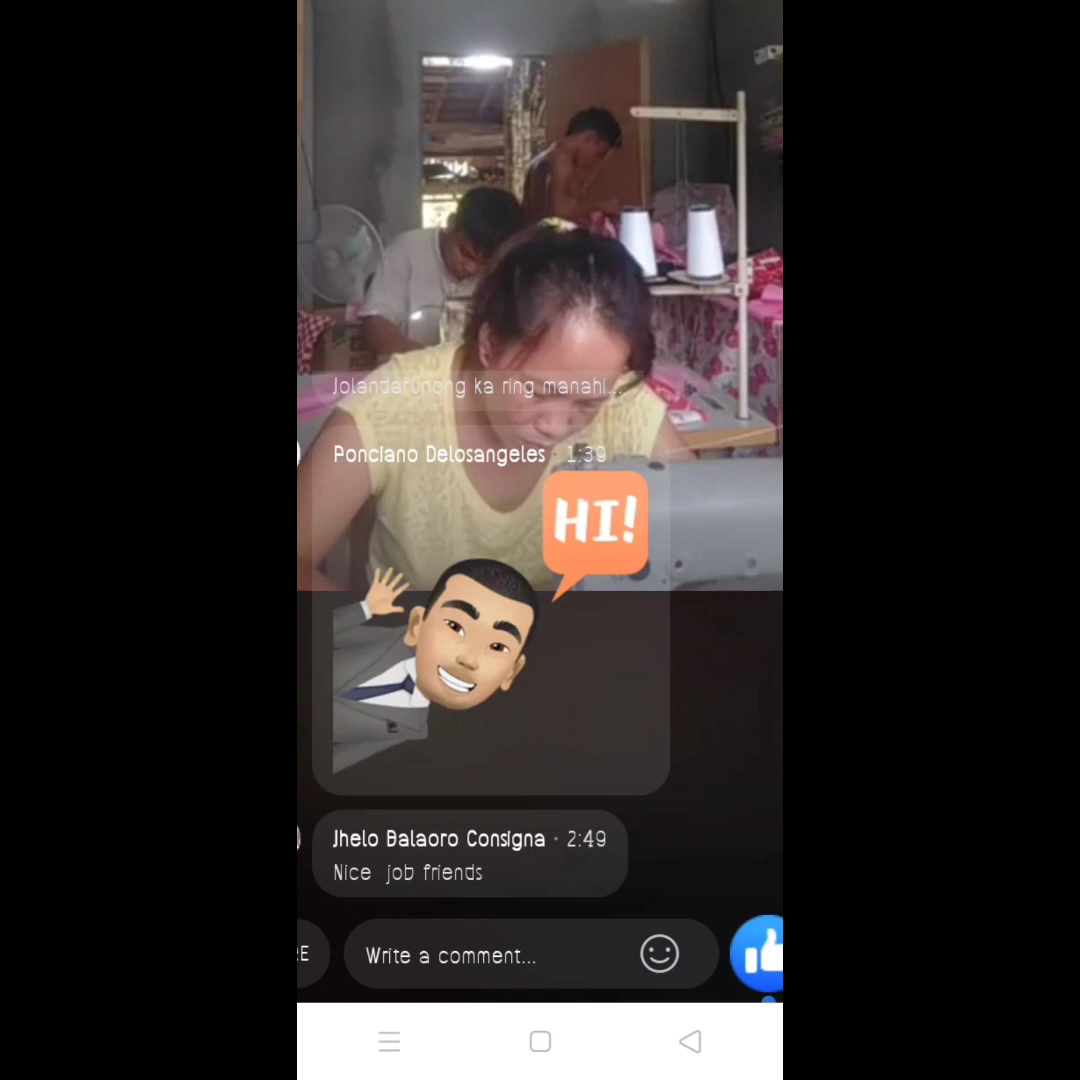 Jolandarunong ka ring manahi...
Ponciano Delosangeles · 1:39
HI!
Jhelo Balaoro Consigna · 2:49
Nice job friends
RE
Write a comment...